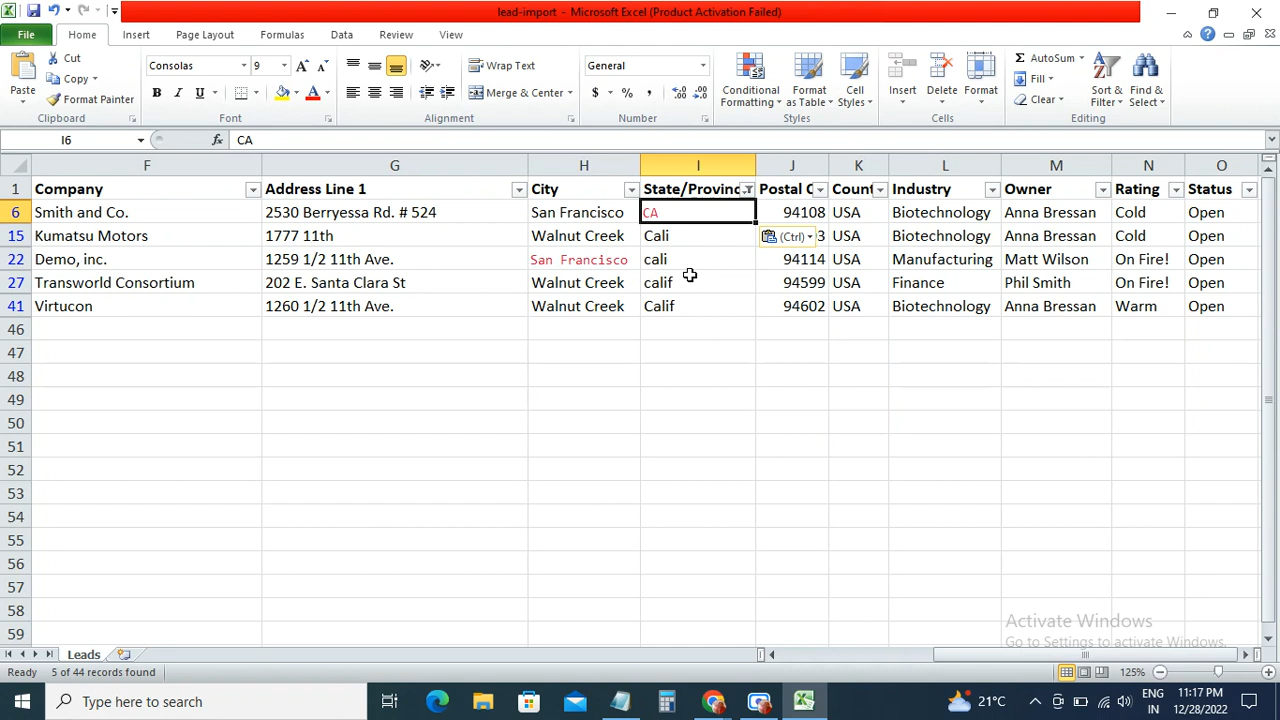 lead-import - Microsoft Excel (Product Activation Failed)
File Home Insert Page Layout Formulas Data Review View
Cut Consolas 9 Wrap Text General AutoSum
Copy Fill
Paste Format Painter Merge & Center Conditional Formatting Format as Table Cell Styles Insert Delete Format Clear Sort & Filter Find & Select
Clipboard Font Alignment Number Styles Cells Editing
I6 fx CA
F G H I J K L M N O
1 Company Address Line 1 City State/Provinc Postal C Count Industry Owner Rating Status
6 Smith and Co. 2530 Berryessa Rd. # 524 San Francisco CA 94108 USA Biotechnology Anna Bressan Cold Open
15 Kumatsu Motors 1777 11th Walnut Creek Cali (Ctrl) 3 USA Biotechnology Anna Bressan Cold Open
22 Demo, inc. 1259 1/2 11th Ave. San Francisco cali 94114 USA Manufacturing Matt Wilson On Fire! Open
27 Transworld Consortium 202 E. Santa Clara St Walnut Creek calif 94599 USA Finance Phil Smith On Fire! Open
41 Virtucon 1260 1/2 11th Ave. Walnut Creek Calif 94602 USA Biotechnology Anna Bressan Warm Open
46
47
48
49
50
51
52
53
54
55
56
57
58
59
Activate Windows
Go to Settings to activate Windows.
Leads
Ready 5 of 44 records found 125%
Type here to search 21°C ENG 11:17 PM
IN 12/28/2022